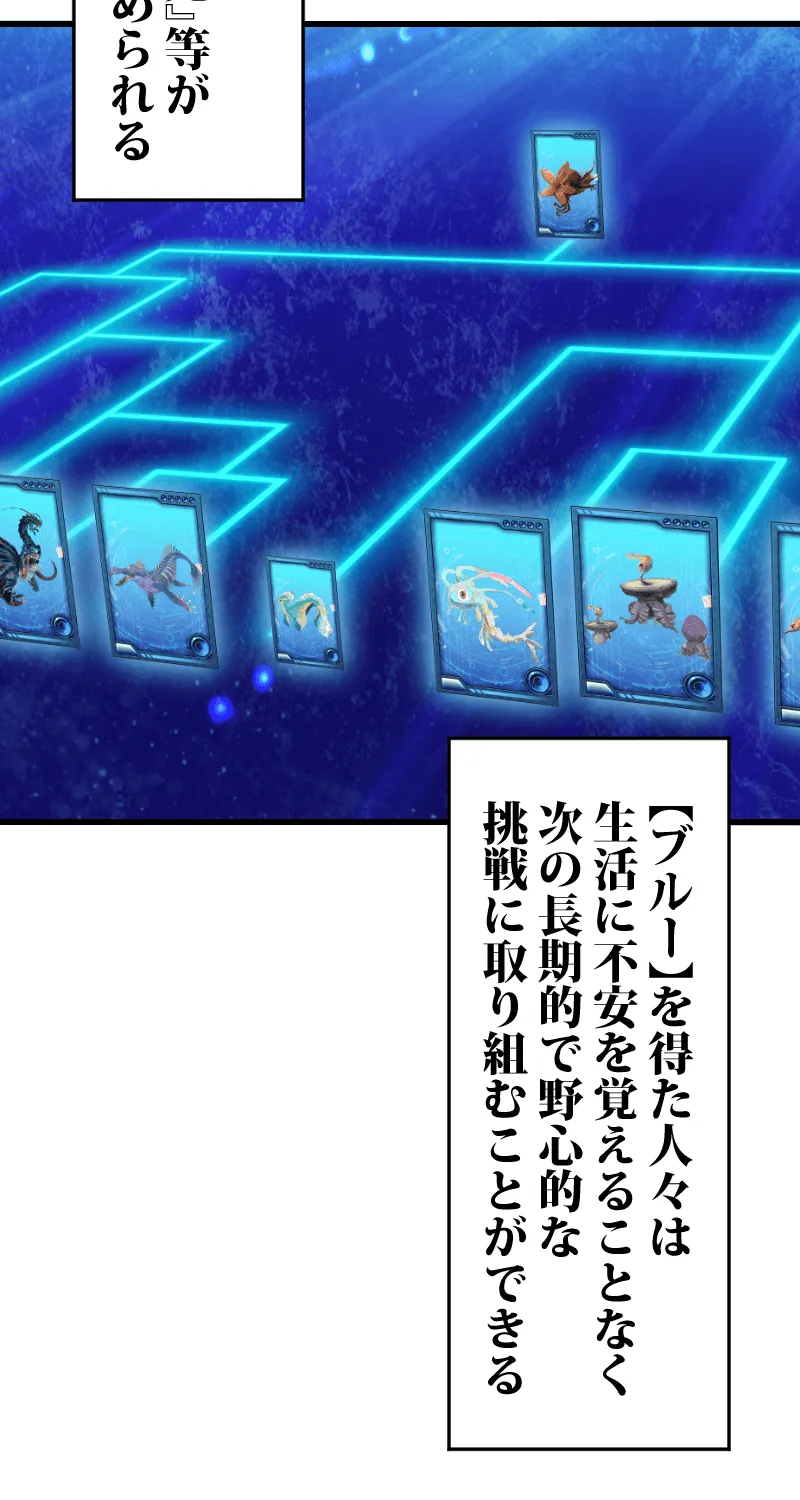 』等が
められる
【ブルー】を得た人々は
生活に不安を覚えることなく
次の長期的で野心的な
挑戦に取り組むことができる